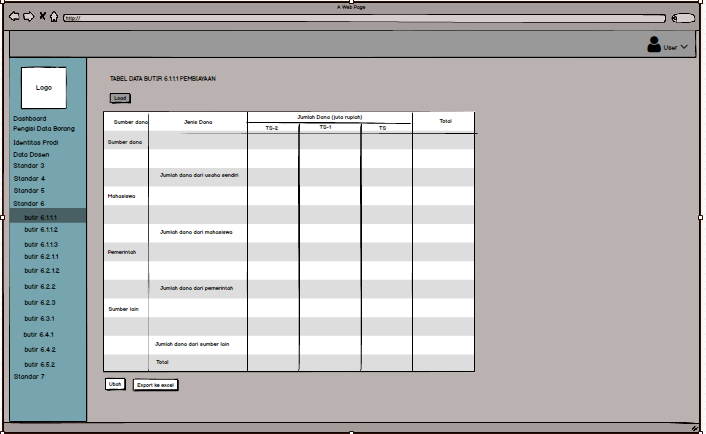 A Web Page
http://
User
Logo
Dashboard
Pengisi Data Borang
Identitas Prodi
Data Dosen
Standar 3
Standar 4
Standar 5
Standar 6
butir 6.1.1.1
butir 6.1.1.2
butir 6.1.1.3
butir 6.2.1.1
butir 6.2.1.2
butir 6.2.2
butir 6.2.3
butir 6.3.1
butir 6.4.1
butir 6.4.2
butir 6.5.2
Standar 7
TABEL DATA BUTIR 6.1.1.1 PEMBIAYAAN
Load
Sumber dana Jenis Dana Jumlah Dana (juta rupiah) Total
TS-2 TS-1 TS
Sumber dana
Jumlah dana dari usaha sendiri
Mahasiswa
Jumlah dana dari mahasiswa
Pemerintah
Jumlah dana dari pemerintah
Sumber lain
Jumlah dana dari sumber lain
Total
Ubah Export ke excel